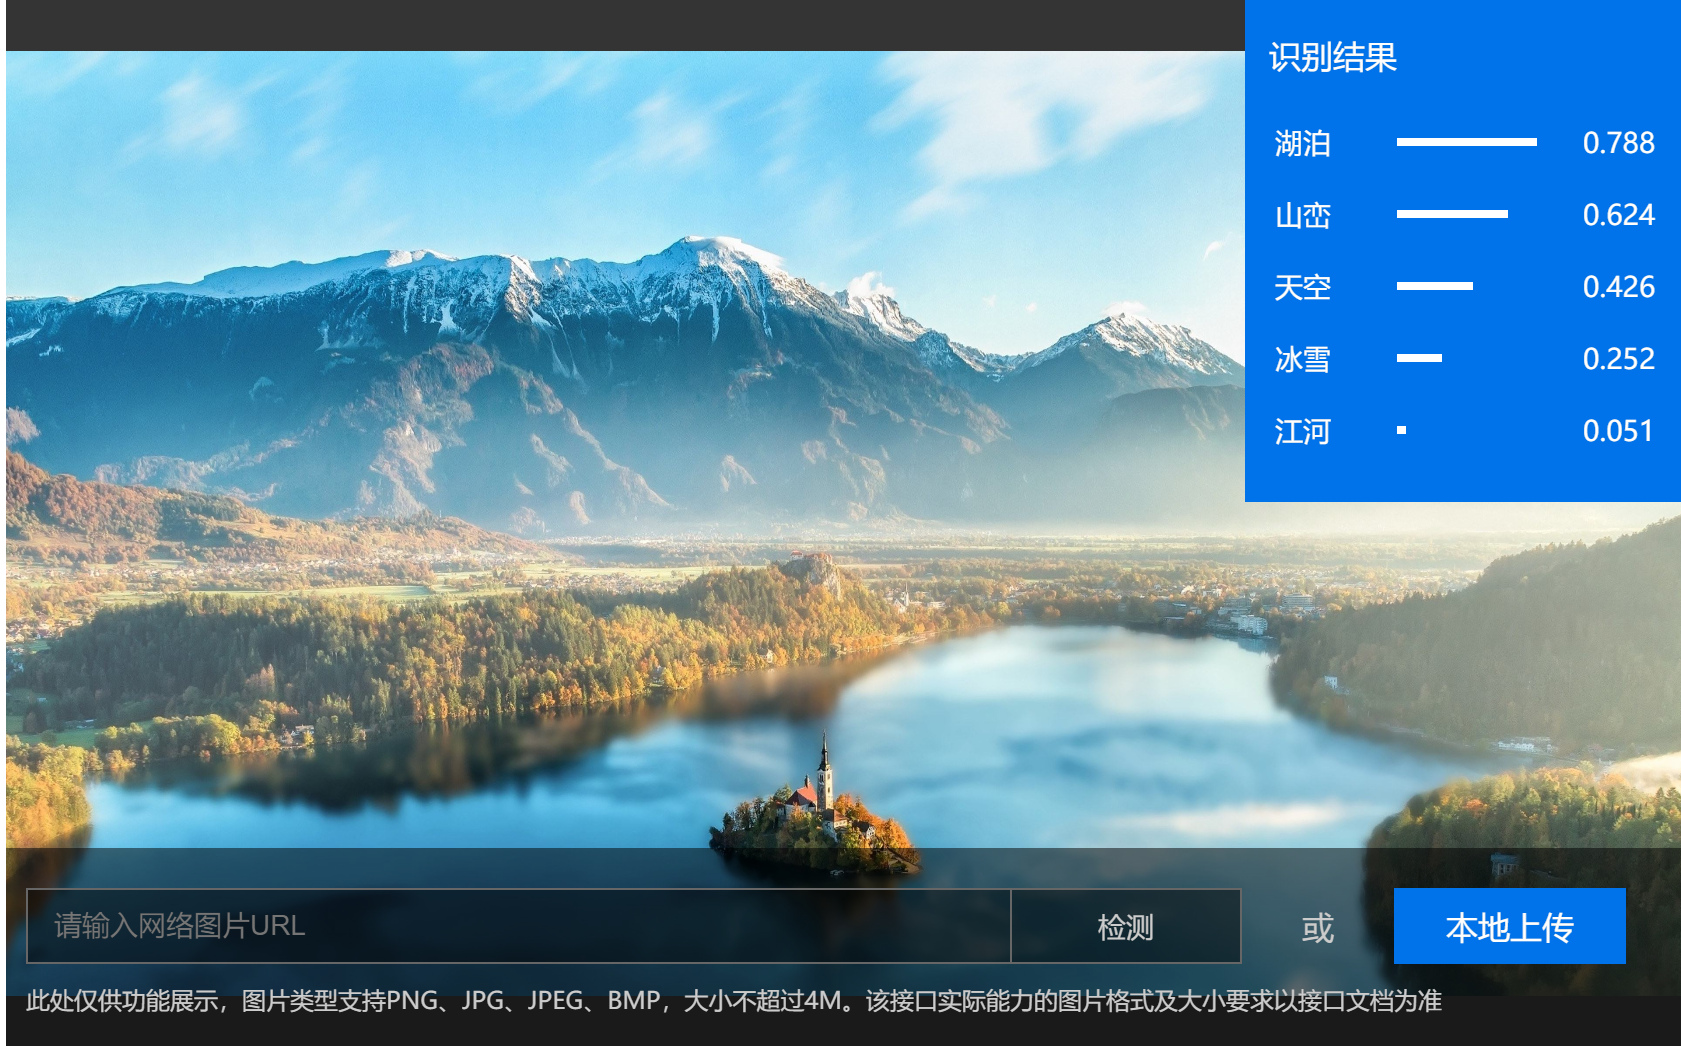 识别结果
湖泊 0.788
山峦 0.624
天空 0.426
冰雪 0.252
江河 0.051
请输入网络图片URL 检测 或 本地上传
此处仅供功能展示，图片类型支持PNG、JPG、JPEG、BMP，大小不超过4M。该接口实际能力的图片格式及大小要求以接口文档为准